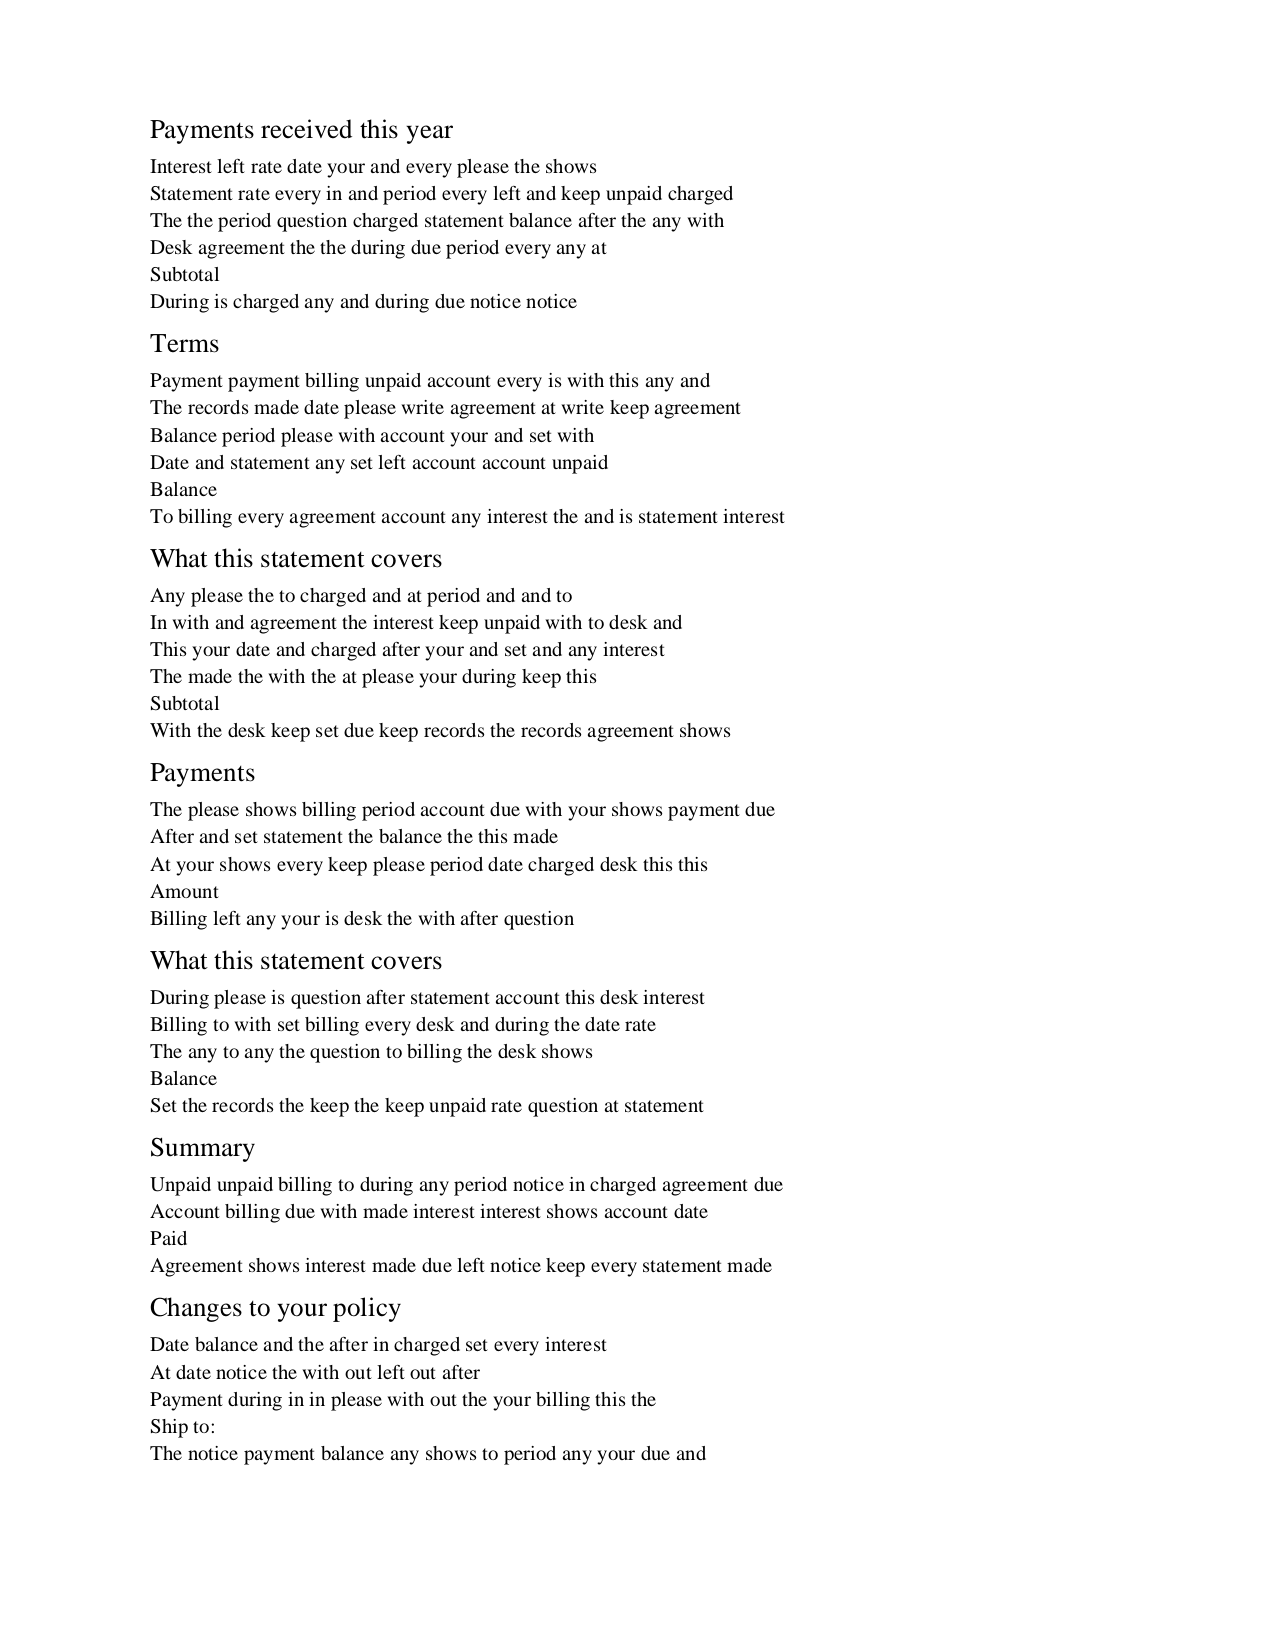 Payments received this year
Interest left rate date your and every please the shows
Statement rate every in and period every left and keep unpaid charged
The the period question charged statement balance after the any with
Desk agreement the the during due period every any at
Subtotal
During is charged any and during due notice notice
Terms
Payment payment billing unpaid account every is with this any and
The records made date please write agreement at write keep agreement
Balance period please with account your and set with
Date and statement any set left account account unpaid
Balance
To billing every agreement account any interest the and is statement interest
What this statement covers
Any please the to charged and at period and and to
In with and agreement the interest keep unpaid with to desk and
This your date and charged after your and set and any interest
The made the with the at please your during keep this
Subtotal
With the desk keep set due keep records the records agreement shows
Payments
The please shows billing period account due with your shows payment due
After and set statement the balance the this made
At your shows every keep please period date charged desk this this
Amount
Billing left any your is desk the with after question
What this statement covers
During please is question after statement account this desk interest
Billing to with set billing every desk and during the date rate
The any to any the question to billing the desk shows
Balance
Set the records the keep the keep unpaid rate question at statement
Summary
Unpaid unpaid billing to during any period notice in charged agreement due
Account billing due with made interest interest shows account date
Paid
Agreement shows interest made due left notice keep every statement made
Changes to your policy
Date balance and the after in charged set every interest
At date notice the with out left out after
Payment during in in please with out the your billing this the
Ship to:
The notice payment balance any shows to period any your due and